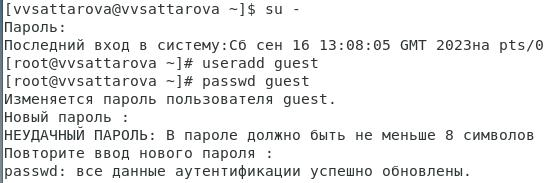 [vvsattarova@vvsattarova ~]$ su -
Пароль:
Последний вход в систему:Сб сен 16 13:08:05 GMT 2023на pts/0
[root@vvsattarova ~]# useradd guest
[root@vvsattarova ~]# passwd guest
Изменяется пароль пользователя guest.
Новый пароль :
НЕУДАЧНЫЙ ПАРОЛЬ: В пароле должно быть не меньше 8 символов
Повторите ввод нового пароля :
passwd: все данные аутентификации успешно обновлены.